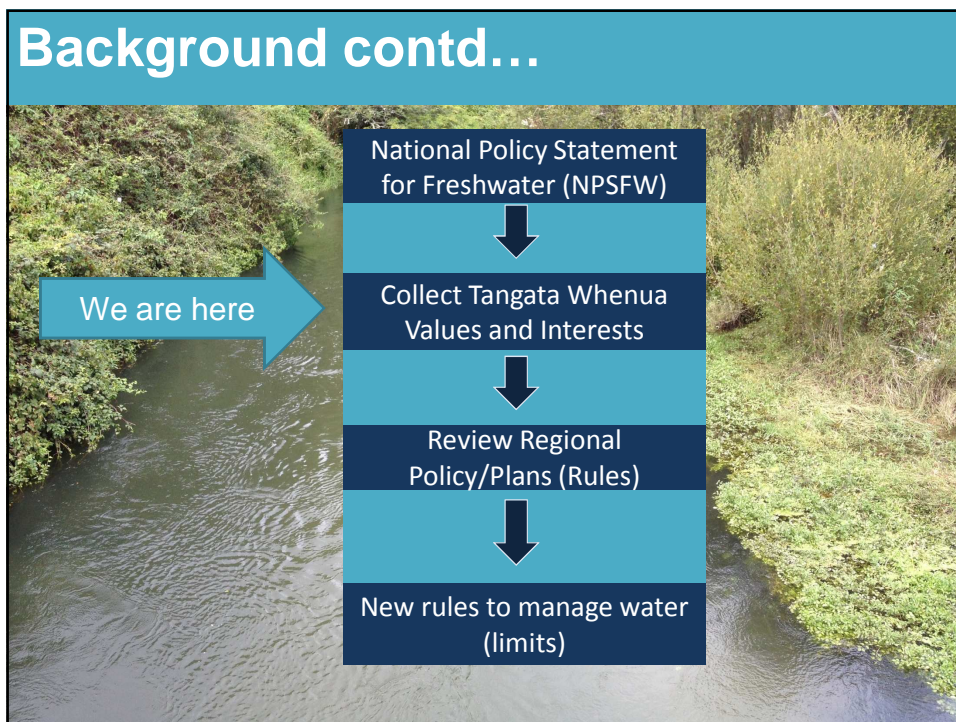 Background contd…
National Policy Statement
for Freshwater (NPSFW)
We are here
Collect Tangata Whenua
Values and Interests
Review Regional
Policy/Plans (Rules)
New rules to manage water
(limits)